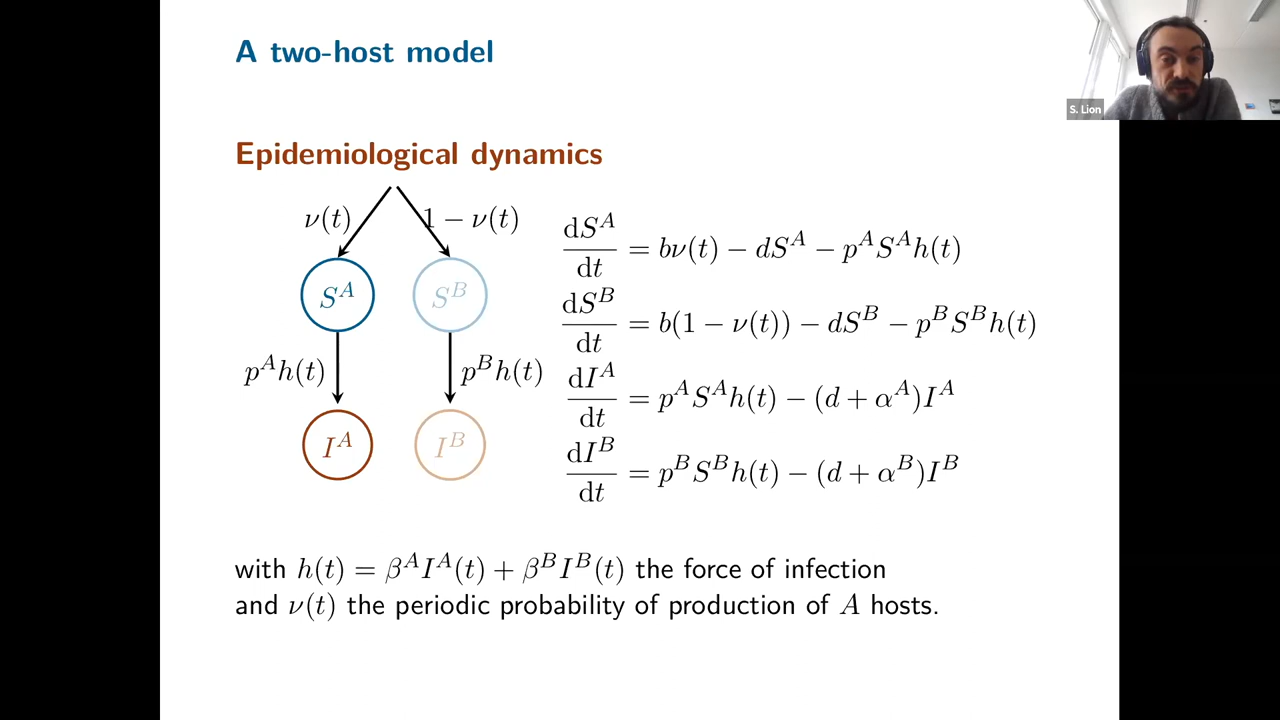 A two-host model
S. Lion
Epidemiological dynamics
ν(t)
1 − ν(t)
S^A
S^B
p^A h(t)
p^B h(t)
I^A
I^B
dS^A/dt = bν(t) − dS^A − p^A S^A h(t)
dS^B/dt = b(1 − ν(t)) − dS^B − p^B S^B h(t)
dI^A/dt = p^A S^A h(t) − (d + α^A)I^A
dI^B/dt = p^B S^B h(t) − (d + α^B)I^B
with h(t) = β^A I^A(t) + β^B I^B(t) the force of infection
and ν(t) the periodic probability of production of A hosts.